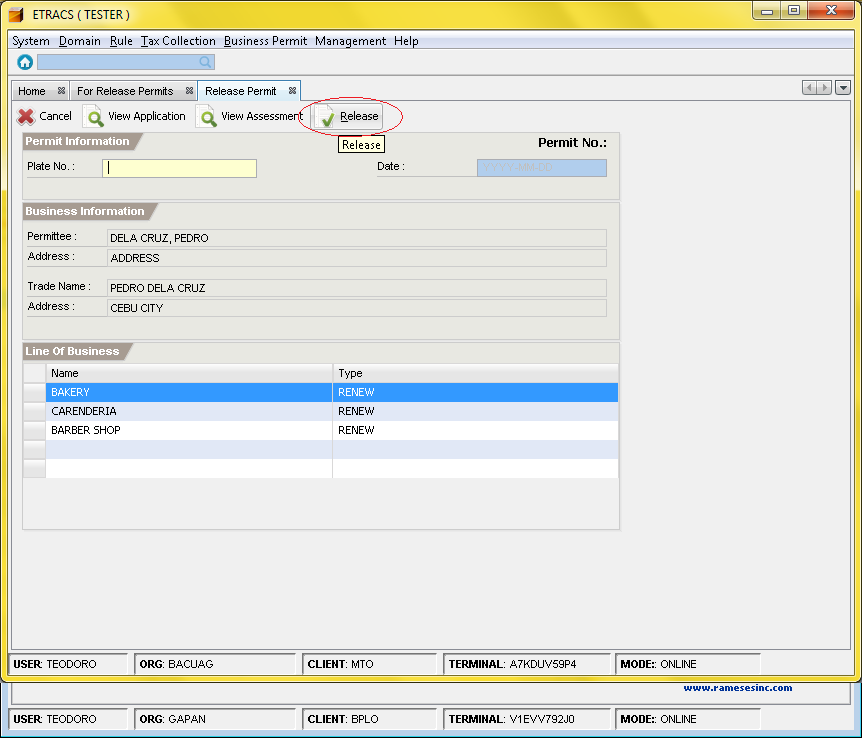 ETRACS ( TESTER )
System Domain Rule Tax Collection Business Permit Management Help
Home For Release Permits Release Permit
Cancel View Application View Assessment Release
Release
Permit Information Permit No.:
Plate No. : Date : YYYY-MM-DD
Business Information
Permittee : DELA CRUZ, PEDRO
Address : ADDRESS
Trade Name : PEDRO DELA CRUZ
Address : CEBU CITY
Line Of Business
Name Type
BAKERY RENEW
CARENDERIA RENEW
BARBER SHOP RENEW
USER: TEODORO ORG: BACUAG CLIENT: MTO TERMINAL: A7KDUV59P4 MODE:: ONLINE
www.ramesesinc.com
USER: TEODORO ORG: GAPAN CLIENT: BPLO TERMINAL: V1EVV792J0 MODE:: ONLINE